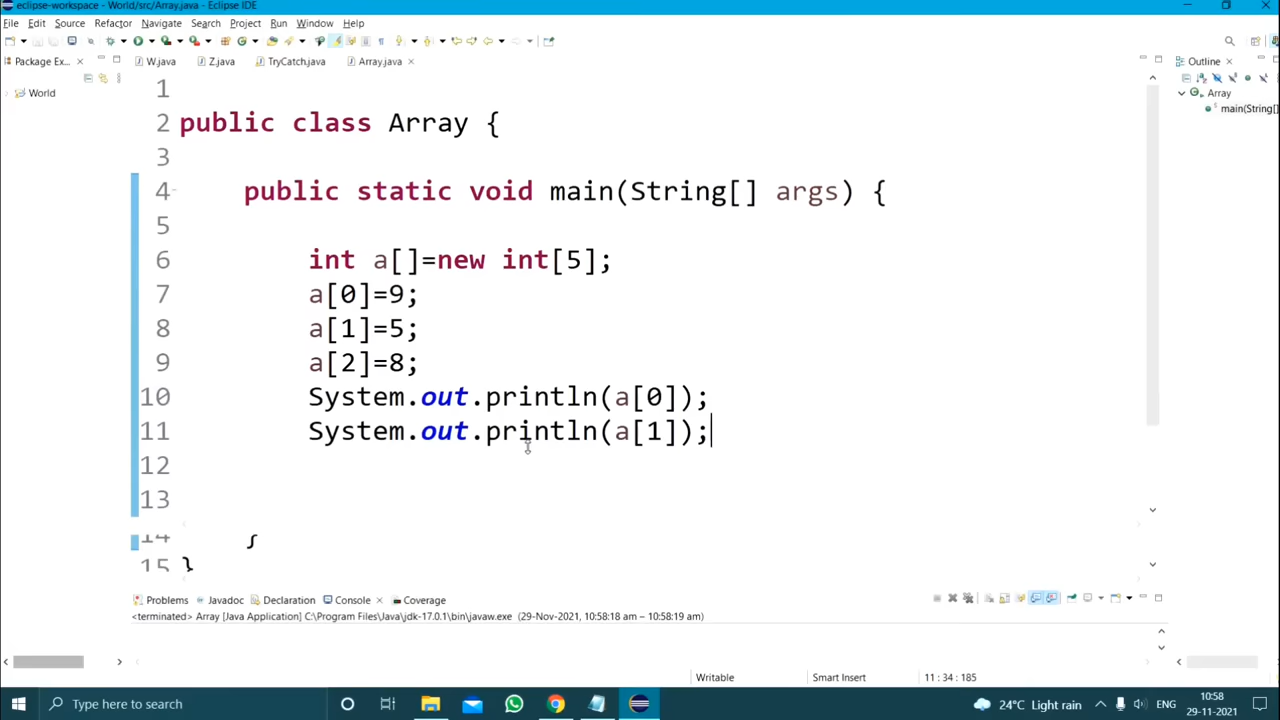 eclipse-workspace - World/src/Array.java - Eclipse IDE
File Edit Source Refactor Navigate Search Project Run Window Help
Package Ex... W.java Z.java TryCatch.java Array.java Outline
World
Array
main(String[]
1
2 public class Array {
3
4 public static void main(String[] args) {
5
6 int a[]=new int[5];
7 a[0]=9;
8 a[1]=5;
9 a[2]=8;
10 System.out.println(a[0]);
11 System.out.println(a[1]);
12
13
14 }
15 }
Problems Javadoc Declaration Console Coverage
<terminated> Array [Java Application] C:\Program Files\Java\jdk-17.0.1\bin\javaw.exe (29-Nov-2021, 10:58:18 am – 10:58:19 am)
Writable Smart Insert 11 : 34 : 185
Type here to search 24°C Light rain ENG 10:58
29-11-2021